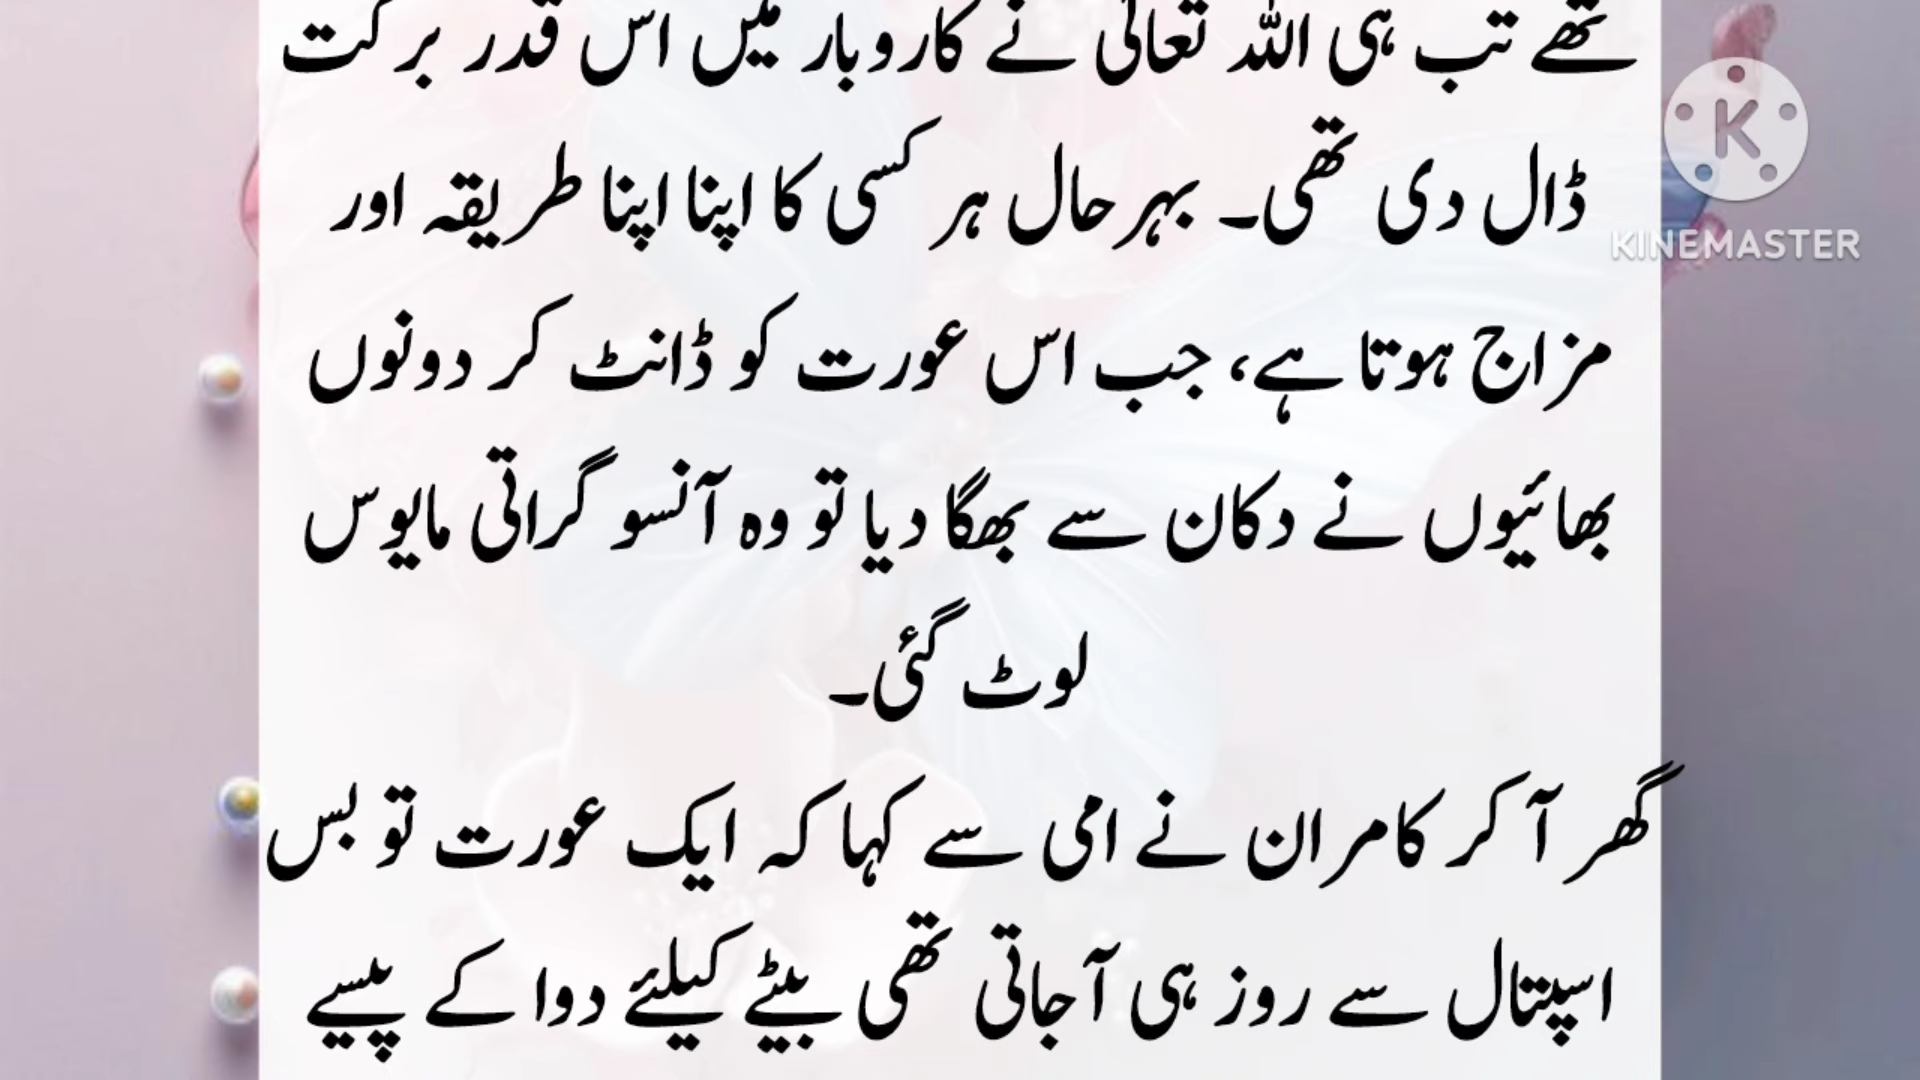 تھے تب ہی اللہ تعالیٰ نے کاروبار میں اس قدر برکت
ڈال دی تھی۔ بہرحال ہر کسی کا اپنا اپنا طریقہ اور
مزاج ہوتا ہے، جب اس عورت کو ڈانٹ کر دونوں
بھائیوں نے دکان سے بھگا دیا تو وہ آنسو گراتی مایوس
لوٹ گئی۔
گھر آ کر کامران نے امی سے کہا کہ ایک عورت تو بس
اسپتال سے روز ہی آجاتی تھی بیٹے کیلئے دوا کے پیسے
K
KINEMASTER